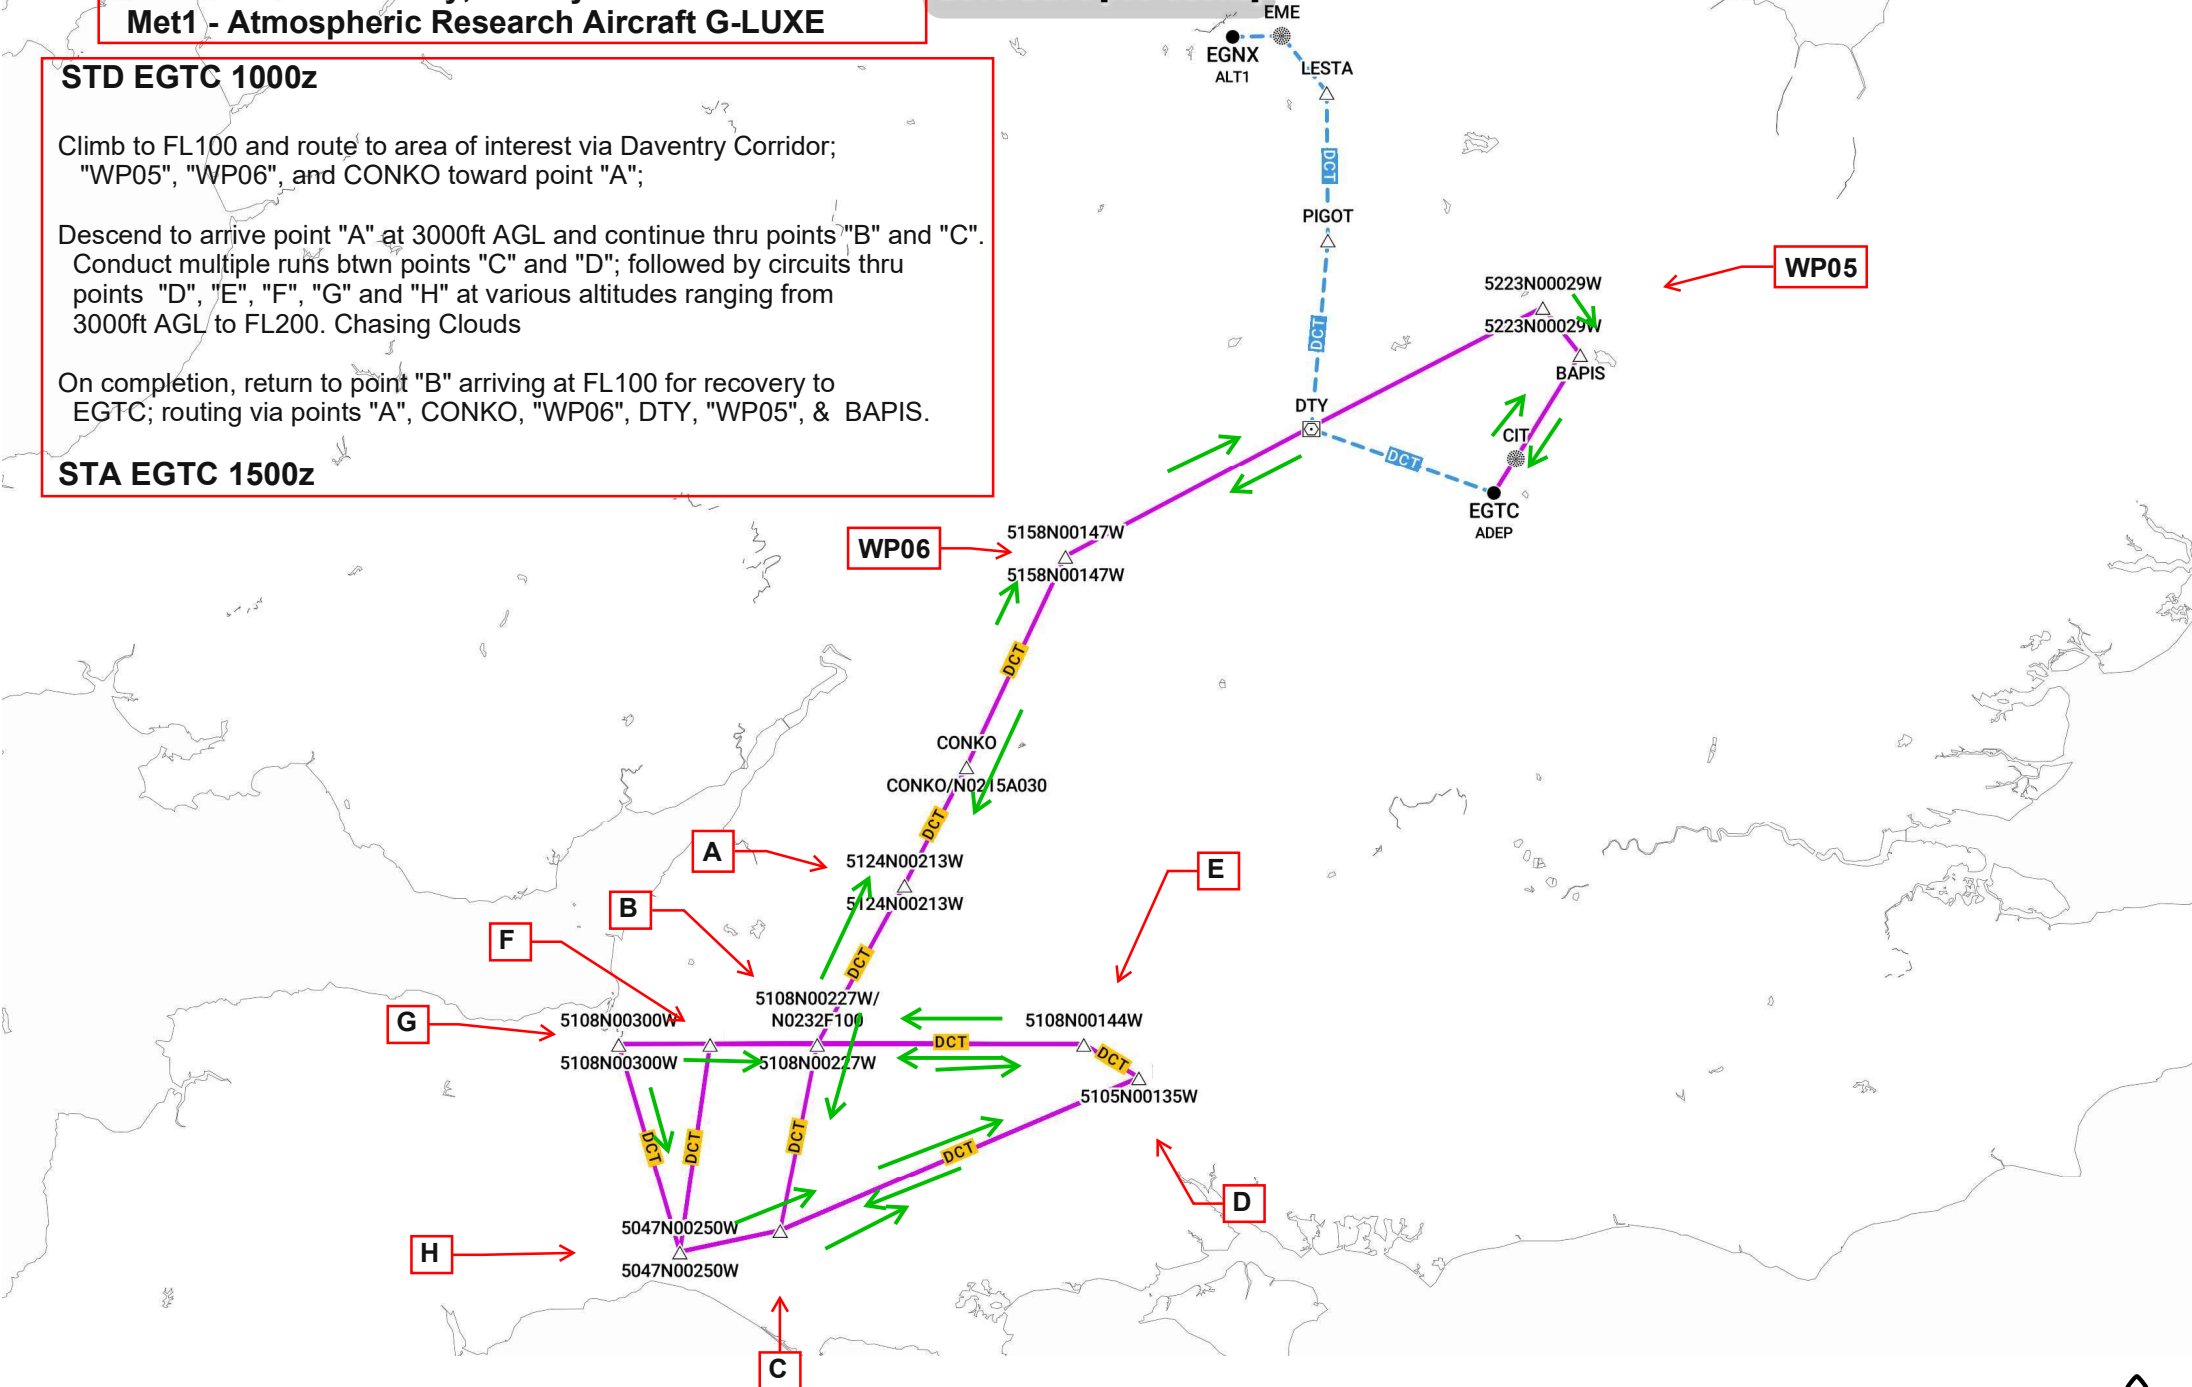 Met1 - Atmospheric Research Aircraft G-LUXE
STD EGTC 1000z
Climb to FL100 and route to area of interest via Daventry Corridor;
"WP05", "WP06", and CONKO toward point "A";
Descend to arrive point "A" at 3000ft AGL and continue thru points "B" and "C".
Conduct multiple runs btwn points "C" and "D"; followed by circuits thru
points "D", "E", "F", "G" and "H" at various altitudes ranging from
3000ft AGL to FL200. Chasing Clouds
On completion, return to point "B" arriving at FL100 for recovery to
EGTC; routing via points "A", CONKO, "WP06", DTY, "WP05", & BAPIS.
STA EGTC 1500z
EME
EGNX
ALT1
LESTA
DCT
PIGOT
DCT
WP05
5223N00029W
5223N00029W
BAPIS
DTY
CIT
DCT
EGTC
ADEP
WP06
5158N00147W
5158N00147W
DCT
CONKO
CONKO/N0215A030
DCT
A
5124N00213W
5124N00213W
E
B
F
DCT
G
5108N00227W/
N0232F100
5108N00300W
5108N00144W
DCT
5108N00300W
5108N00227W
DCT
5105N00135W
DCT
DCT
DCT
DCT
D
5047N00250W
H
5047N00250W
C